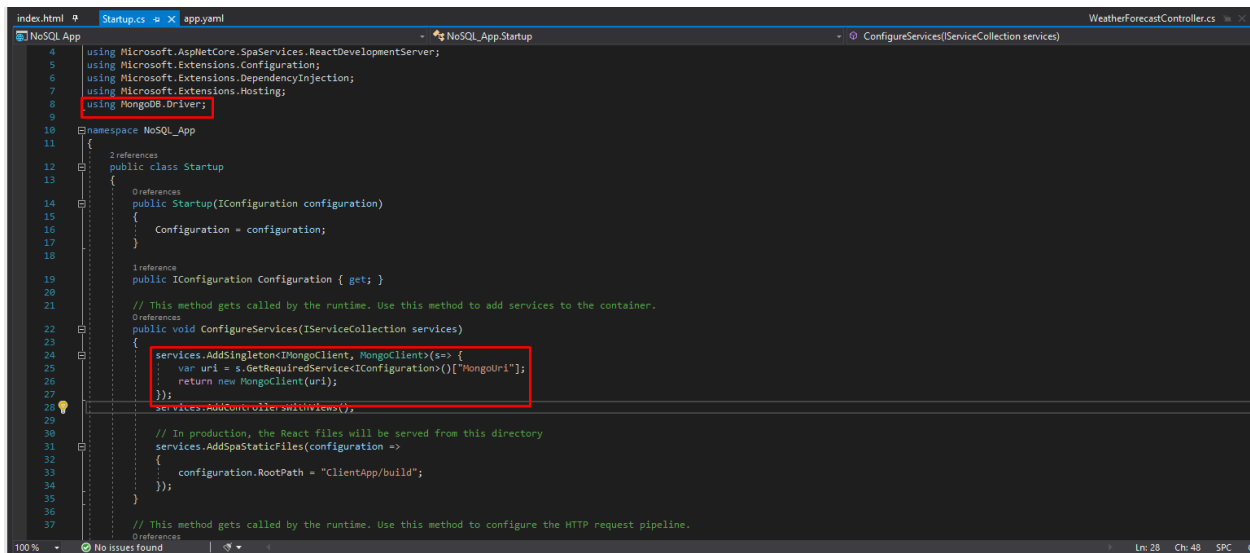 index.html Startup.cs app.yaml WeatherForecastController.cs
NoSQL App NoSQL_App.Startup ConfigureServices(IServiceCollection services)
4 using Microsoft.AspNetCore.SpaServices.ReactDevelopmentServer;
5 using Microsoft.Extensions.Configuration;
6 using Microsoft.Extensions.DependencyInjection;
7 using Microsoft.Extensions.Hosting;
8 using MongoDB.Driver;
9
10 namespace NoSQL_App
11 {
2 references
12 public class Startup
13 {
0 references
14 public Startup(IConfiguration configuration)
15 {
16 Configuration = configuration;
17 }
18
1 reference
19 public IConfiguration Configuration { get; }
20
21 // This method gets called by the runtime. Use this method to add services to the container.
0 references
22 public void ConfigureServices(IServiceCollection services)
23 {
24 services.AddSingleton<IMongoClient, MongoClient>(s=> {
25 var uri = s.GetRequiredService<IConfiguration>()["MongoUri"];
26 return new MongoClient(uri);
27 });
28 services.AddControllersWithViews();
29
30 // In production, the React files will be served from this directory
31 services.AddSpaStaticFiles(configuration =>
32 {
33 configuration.RootPath = "ClientApp/build";
34 });
35 }
36
37 // This method gets called by the runtime. Use this method to configure the HTTP request pipeline.
0 references
100 % No issues found Ln: 28 Ch: 48 SPC